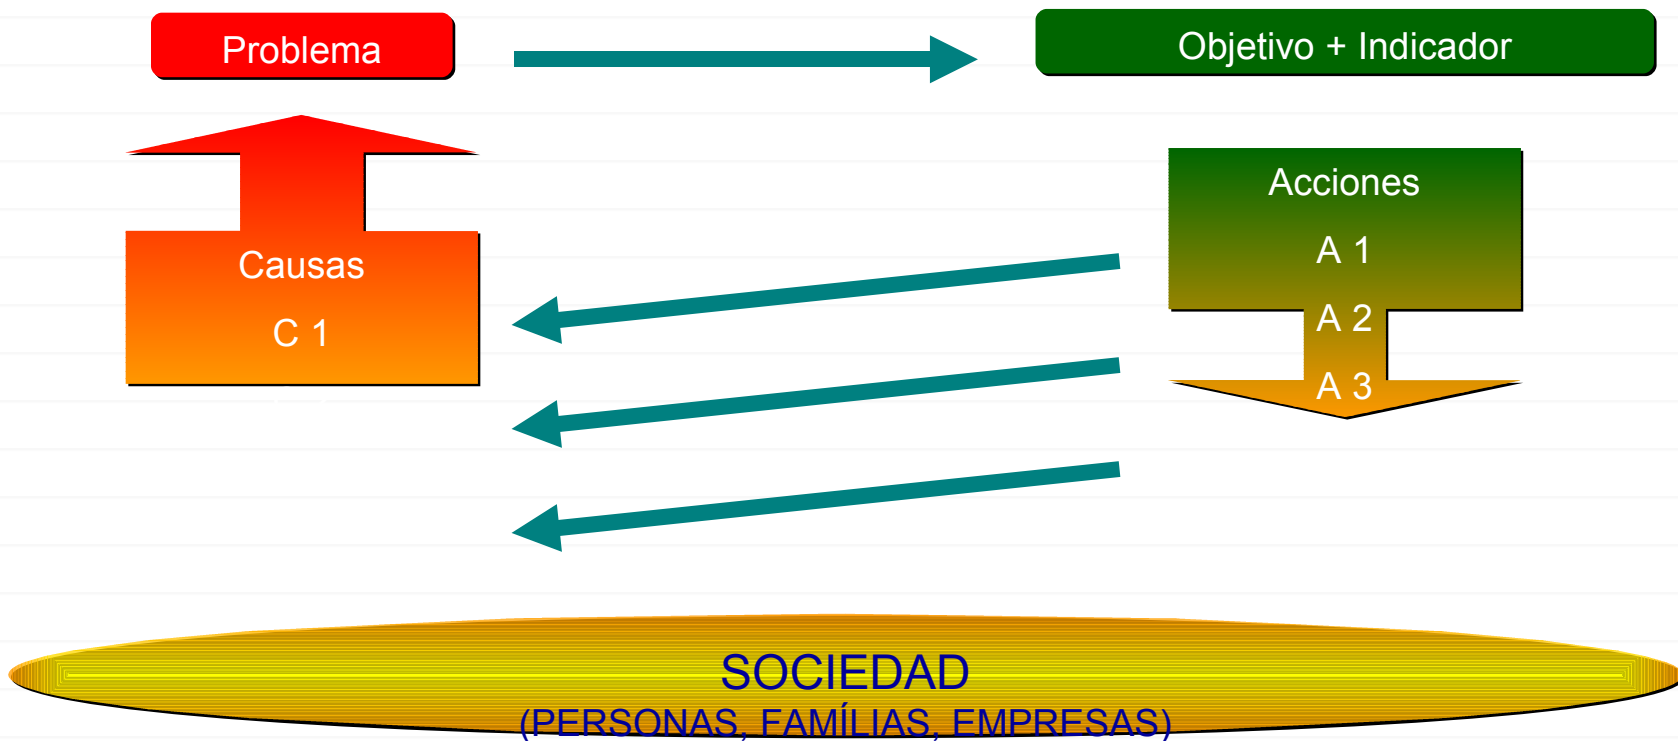 Problema
Objetivo + Indicador
Causas
C 1
Acciones
A 1
A 2
A 3
SOCIEDAD
(PERSONAS, FAMÍLIAS, EMPRESAS)